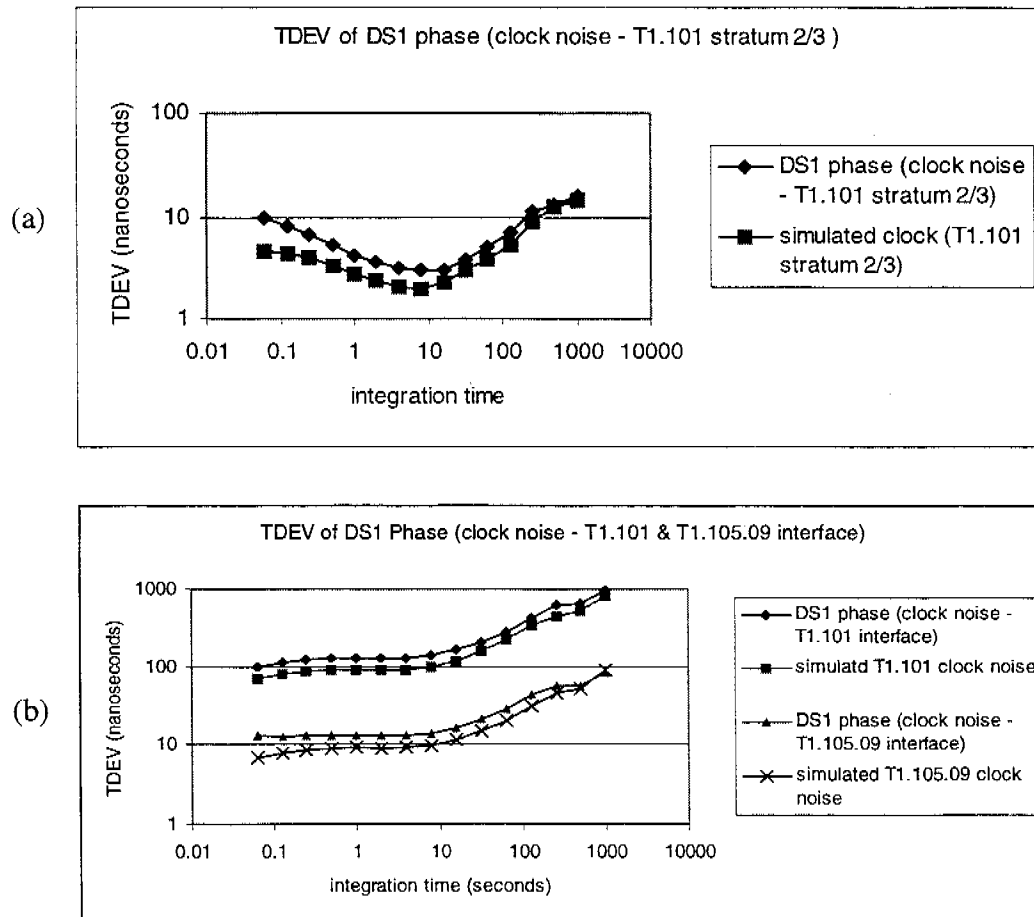 (a)
TDEV of DS1 phase (clock noise - T1.101 stratum 2/3 )
TDEV (nanoseconds)
100
10
1
0.01 0.1 1 10 100 1000 10000
integration time
DS1 phase (clock noise
- T1.101 stratum 2/3)
simulated clock (T1.101
stratum 2/3)
(b)
TDEV of DS1 Phase (clock noise - T1.101 & T1.105.09 interface)
TDEV (nanoseconds)
1000
100
10
1
0.01 0.1 1 10 100 1000 10000
integration time (seconds)
DS1 phase (clock noise -
T1.101 interface)
simulatd T1.101 clock noise
DS1 phase (clock noise -
T1.105.09 interface)
simulated T1.105.09 clock
noise